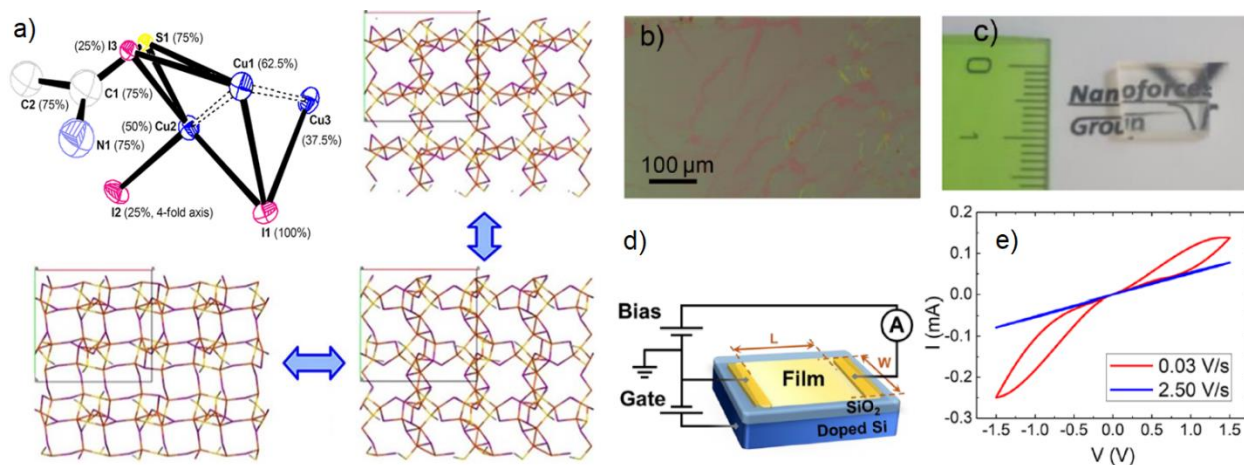 a)
S1 (75%)
(25%) I3
Cu1 (62.5%)
C2 (75%)
C1 (75%)
(50%)
Cu2
Cu3
(37.5%)
N1
(75%)
I2 (25%, 4-fold axis)
I1 (100%)
b)
100 µm
c)
0
1
Nanoforces
Group
d)
Bias
Gate
A
L
W
Film
SiO2
Doped Si
e)
I (mA)
0.2
0.1
0.0
-0.1
-0.2
-0.3
0.03 V/s
2.50 V/s
-1.5 -1.0 -0.5 0.0 0.5 1.0 1.5
V (V)